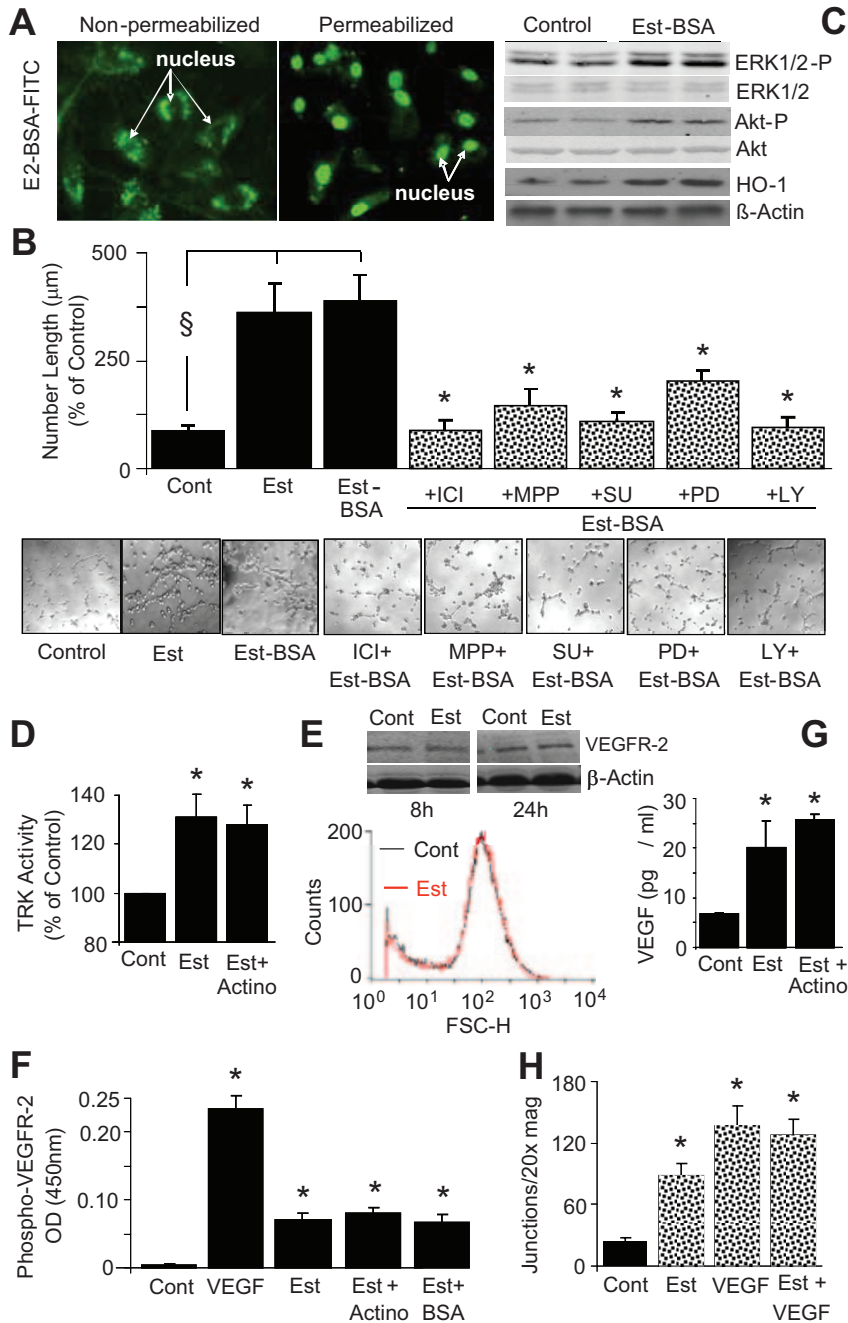 A
Non-permeabilized
Permeabilized
E2-BSA-FITC
nucleus
nucleus
C
Control
Est-BSA
ERK1/2-P
ERK1/2
Akt-P
Akt
HO-1
ß-Actin
B
Number Length (µm)
(% of Control)
500
250
0
§
* * * * *
Cont
Est
Est-
BSA
+ICI
+MPP
+SU
+PD
+LY
Est-BSA
Control
Est
Est-BSA
ICI+
Est-BSA
MPP+
Est-BSA
SU+
Est-BSA
PD+
Est-BSA
LY+
Est-BSA
D
TRK Activity
(% of Control)
140
120
100
80
* *
Cont
Est
Est+
Actino
E
Cont Est
Cont Est
VEGFR-2
β-Actin
8h
24h
Counts
200
100
0
Cont
Est
10⁰ 10¹ 10² 10³ 10⁴
FSC-H
G
VEGF (pg / ml)
30
20
10
0
* *
Cont
Est
Est +
Actino
F
Phospho-VEGFR-2
OD (450nm)
0.25
0.10
0
* * * *
Cont
VEGF
Est
Est +
Actino
Est+
BSA
H
Junctions/20x mag
180
120
60
0
* * *
Cont
Est
VEGF
Est +
VEGF